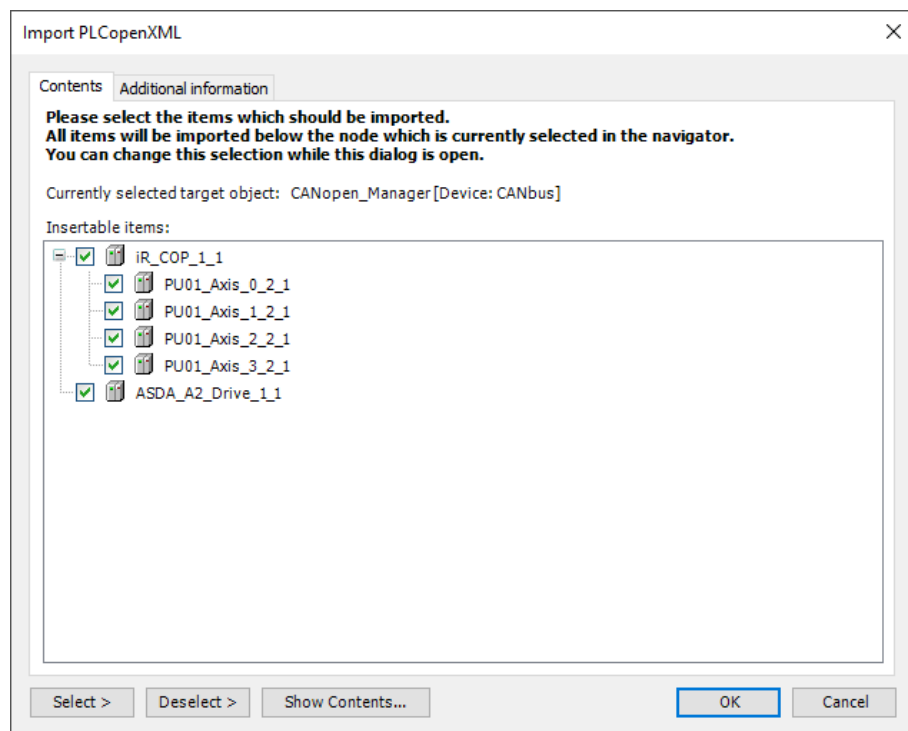 Import PLCopenXML
Contents Additional information
Please select the items which should be imported.
All items will be imported below the node which is currently selected in the navigator.
You can change this selection while this dialog is open.
Currently selected target object: CANopen_Manager [Device: CANbus]
Insertable items:
iR_COP_1_1
PU01_Axis_0_2_1
PU01_Axis_1_2_1
PU01_Axis_2_2_1
PU01_Axis_3_2_1
ASDA_A2_Drive_1_1
Select > Deselect > Show Contents... OK Cancel